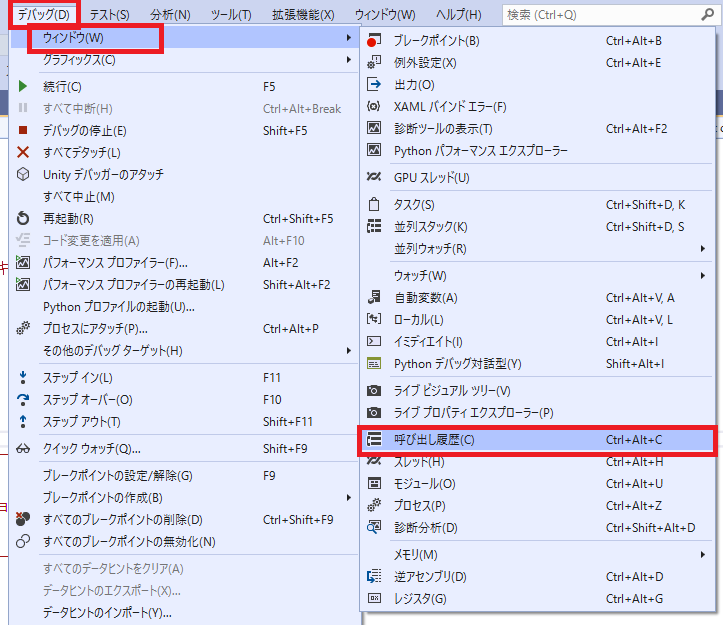 デバッグ(D) テスト(S) 分析(N) ツール(T) 拡張機能(X) ウィンドウ(W) ヘルプ(H) 検索 (Ctrl+Q)
ウィンドウ(W)
グラフィックス(C)
続行(C) F5
すべて中断(H) Ctrl+Alt+Break
デバッグの停止(E) Shift+F5
すべてデタッチ(L)
Unity デバッガーのアタッチ
すべて中止(M)
再起動(R) Ctrl+Shift+F5
コード変更を適用(A) Alt+F10
パフォーマンス プロファイラー(F)... Alt+F2
パフォーマンス プロファイラーの再起動(L) Shift+Alt+F2
Python プロファイルの起動(U)...
プロセスにアタッチ(P)... Ctrl+Alt+P
その他のデバッグ ターゲット(H)
ステップ イン(L) F11
ステップ オーバー(O) F10
ステップ アウト(T) Shift+F11
クイック ウォッチ(Q)... Shift+F9
ブレークポイントの設定/解除(G) F9
ブレークポイントの作成(B)
すべてのブレークポイントの削除(D) Ctrl+Shift+F9
すべてのブレークポイントの無効化(N)
すべてのデータヒントをクリア(A)
データヒントのエクスポート(X)...
データヒントのインポート(Y)...
ブレークポイント(B) Ctrl+Alt+B
例外設定(X) Ctrl+Alt+E
出力(O)
XAML バインド エラー(F)
診断ツールの表示(T) Ctrl+Alt+F2
Python パフォーマンス エクスプローラー
GPU スレッド(U)
タスク(S) Ctrl+Shift+D, K
並列スタック(K) Ctrl+Shift+D, S
並列ウォッチ(R)
ウォッチ(W)
自動変数(A) Ctrl+Alt+V, A
ローカル(L) Ctrl+Alt+V, L
イミディエイト(I) Ctrl+Alt+I
Python デバッグ対話型(Y) Shift+Alt+I
ライブ ビジュアル ツリー(V)
ライブ プロパティ エクスプローラー(P)
呼び出し履歴(C) Ctrl+Alt+C
スレッド(H) Ctrl+Alt+H
モジュール(O) Ctrl+Alt+U
プロセス(P) Ctrl+Alt+Z
診断分析(D) Ctrl+Shift+Alt+D
メモリ(M)
逆アセンブリ(D) Ctrl+Alt+D
レジスタ(G) Ctrl+Alt+G